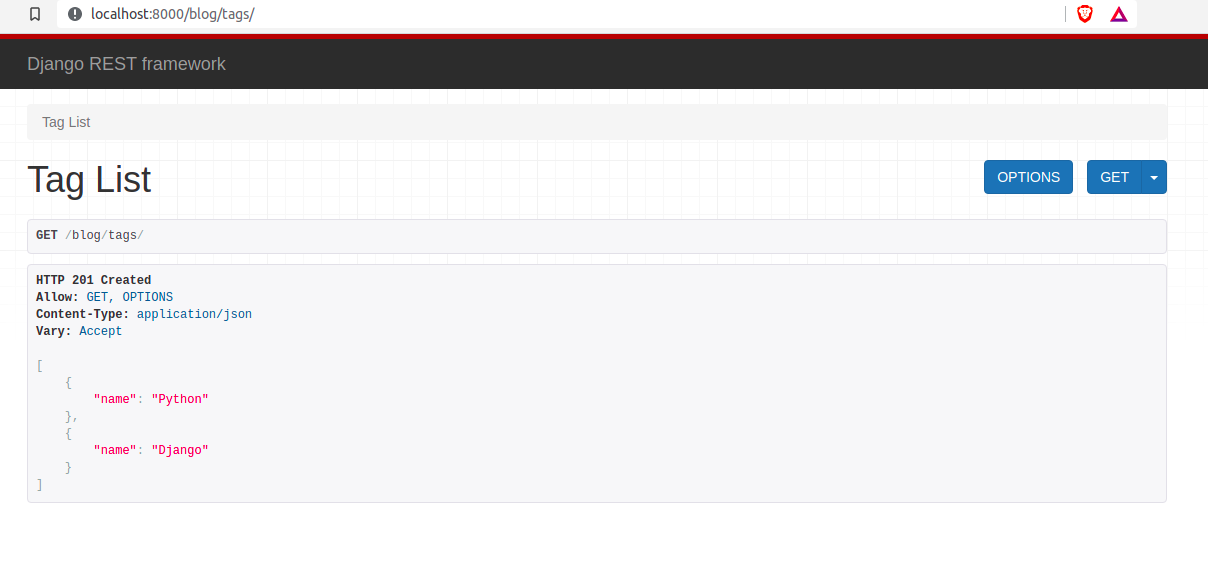 localhost:8000/blog/tags/
Django REST framework
Tag List
Tag List
OPTIONS
GET
GET /blog/tags/
HTTP 201 Created
Allow: GET, OPTIONS
Content-Type: application/json
Vary: Accept
[
    {
        "name": "Python"
    },
    {
        "name": "Django"
    }
]